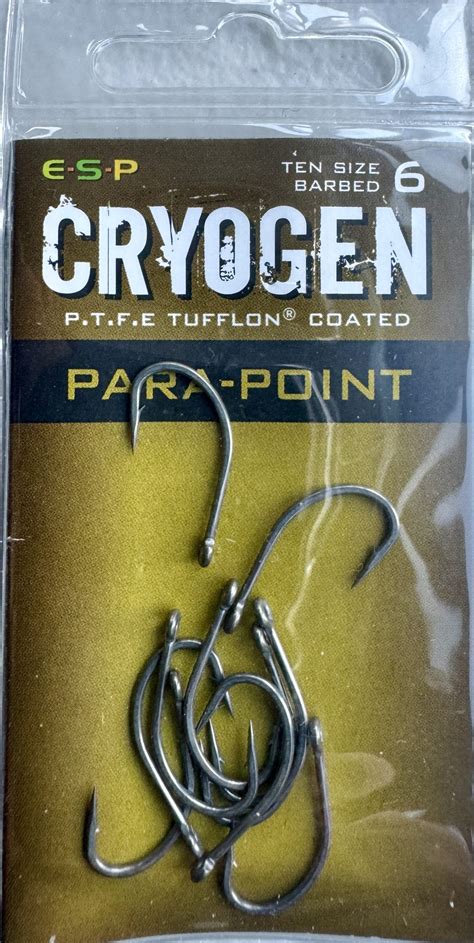 E-S-P
TEN SIZE
BARBED 6
CRYOGEN
P.T.F.E TUFFLON® COATED
PARA-POINT